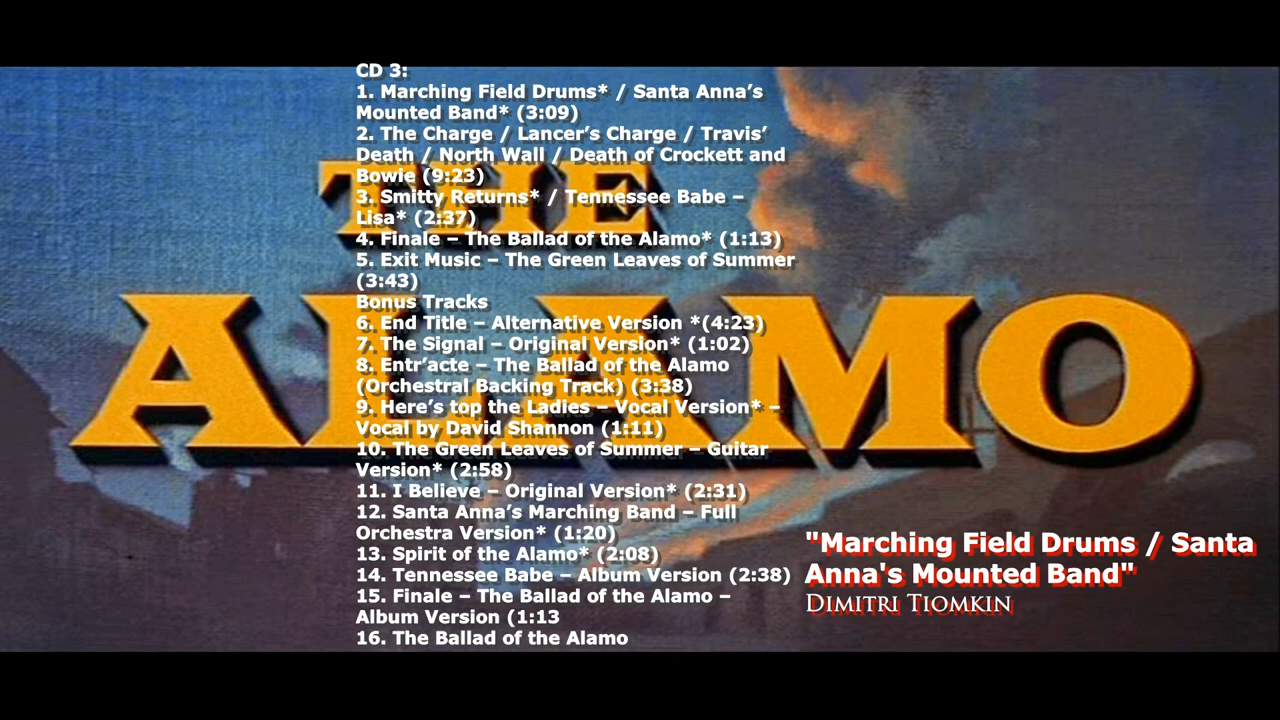 CD 3:
1. Marching Field Drums* / Santa Anna’s
Mounted Band* (3:09)
2. The Charge / Lancer’s Charge / Travis’
Death / North Wall / Death of Crockett and
Bowie (9:23)
3. Smitty Returns* / Tennessee Babe –
Lisa* (2:37)
4. Finale – The Ballad of the Alamo* (1:13)
5. Exit Music – The Green Leaves of Summer
(3:43)
Bonus Tracks
6. End Title – Alternative Version *(4:23)
7. The Signal – Original Version* (1:02)
8. Entr’acte – The Ballad of the Alamo
(Orchestral Backing Track) (3:38)
9. Here’s top the Ladies – Vocal Version* –
Vocal by David Shannon (1:11)
10. The Green Leaves of Summer – Guitar
Version* (2:58)
11. I Believe – Original Version* (2:31)
12. Santa Anna’s Marching Band – Full
Orchestra Version* (1:20)
13. Spirit of the Alamo* (2:08)
14. Tennessee Babe – Album Version (2:38)
15. Finale – The Ballad of the Alamo –
Album Version (1:13
16. The Ballad of the Alamo
THE
ALAMO
"Marching Field Drums / Santa
Anna's Mounted Band"
Dimitri Tiomkin